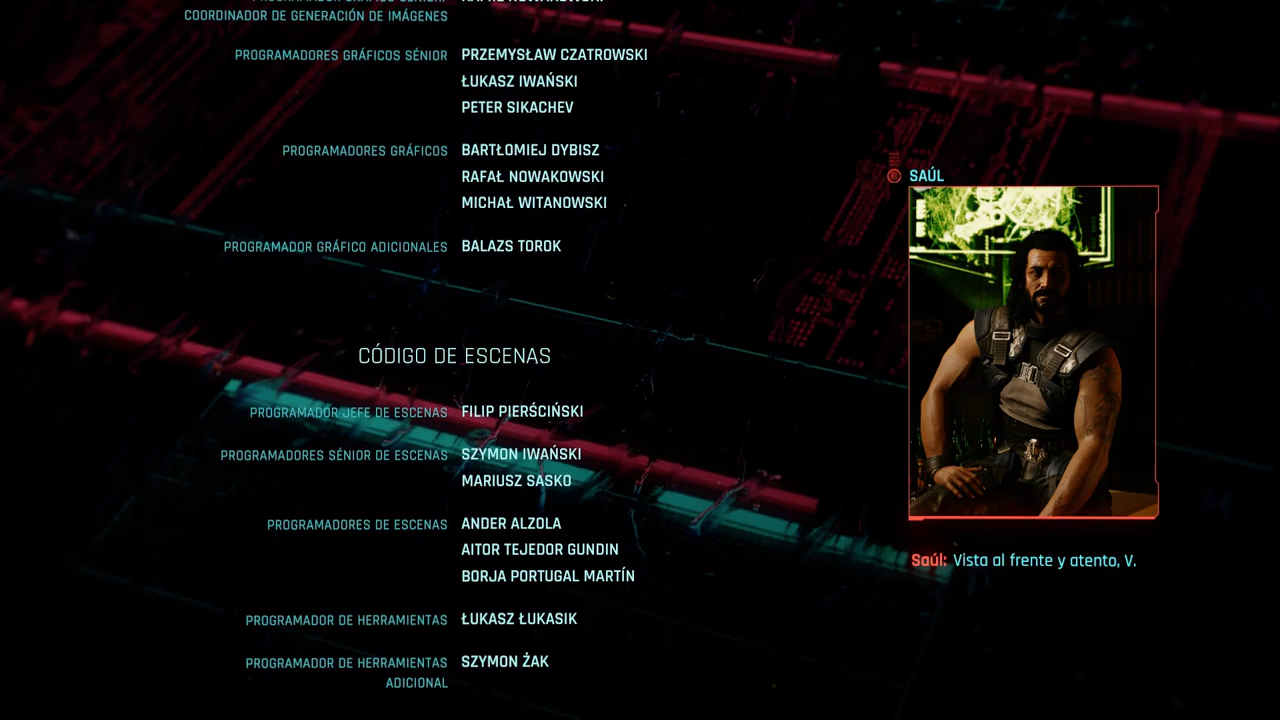 COORDINADOR DE GENERACIÓN DE IMÁGENES
PROGRAMADORES GRÁFICOS SÉNIOR PRZEMYSŁAW CZATROWSKI
ŁUKASZ IWAŃSKI
PETER SIKACHEV
PROGRAMADORES GRÁFICOS BARTŁOMIEJ DYBISZ
RAFAŁ NOWAKOWSKI
MICHAŁ WITANOWSKI
PROGRAMADOR GRÁFICO ADICIONALES BALAZS TOROK
CÓDIGO DE ESCENAS
PROGRAMADOR JEFE DE ESCENAS FILIP PIERŚCIŃSKI
PROGRAMADORES SÉNIOR DE ESCENAS SZYMON IWAŃSKI
MARIUSZ SASKO
PROGRAMADORES DE ESCENAS ANDER ALZOLA
AITOR TEJEDOR GUNDIN
BORJA PORTUGAL MARTÍN
PROGRAMADOR DE HERRAMIENTAS ŁUKASZ ŁUKASIK
PROGRAMADOR DE HERRAMIENTAS SZYMON ŻAK
ADICIONAL
SAÚL
Saúl: Vista al frente y atento, V.